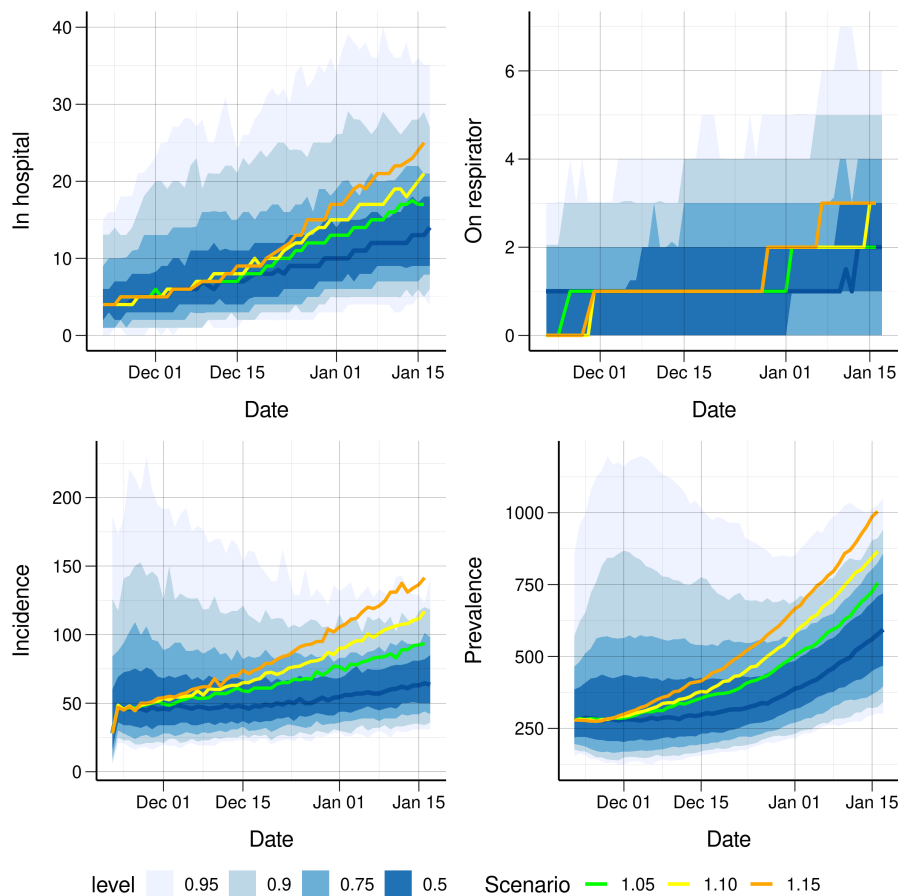 In hospital
40
30
20
10
0
Dec 01 Dec 15 Jan 01 Jan 15
Date
On respirator
6
4
2
0
Dec 01 Dec 15 Jan 01 Jan 15
Date
Incidence
200
150
100
50
0
Dec 01 Dec 15 Jan 01 Jan 15
Date
Prevalence
1000
750
500
250
Dec 01 Dec 15 Jan 01 Jan 15
Date
level 0.95 0.9 0.75 0.5 Scenario 1.05 1.10 1.15